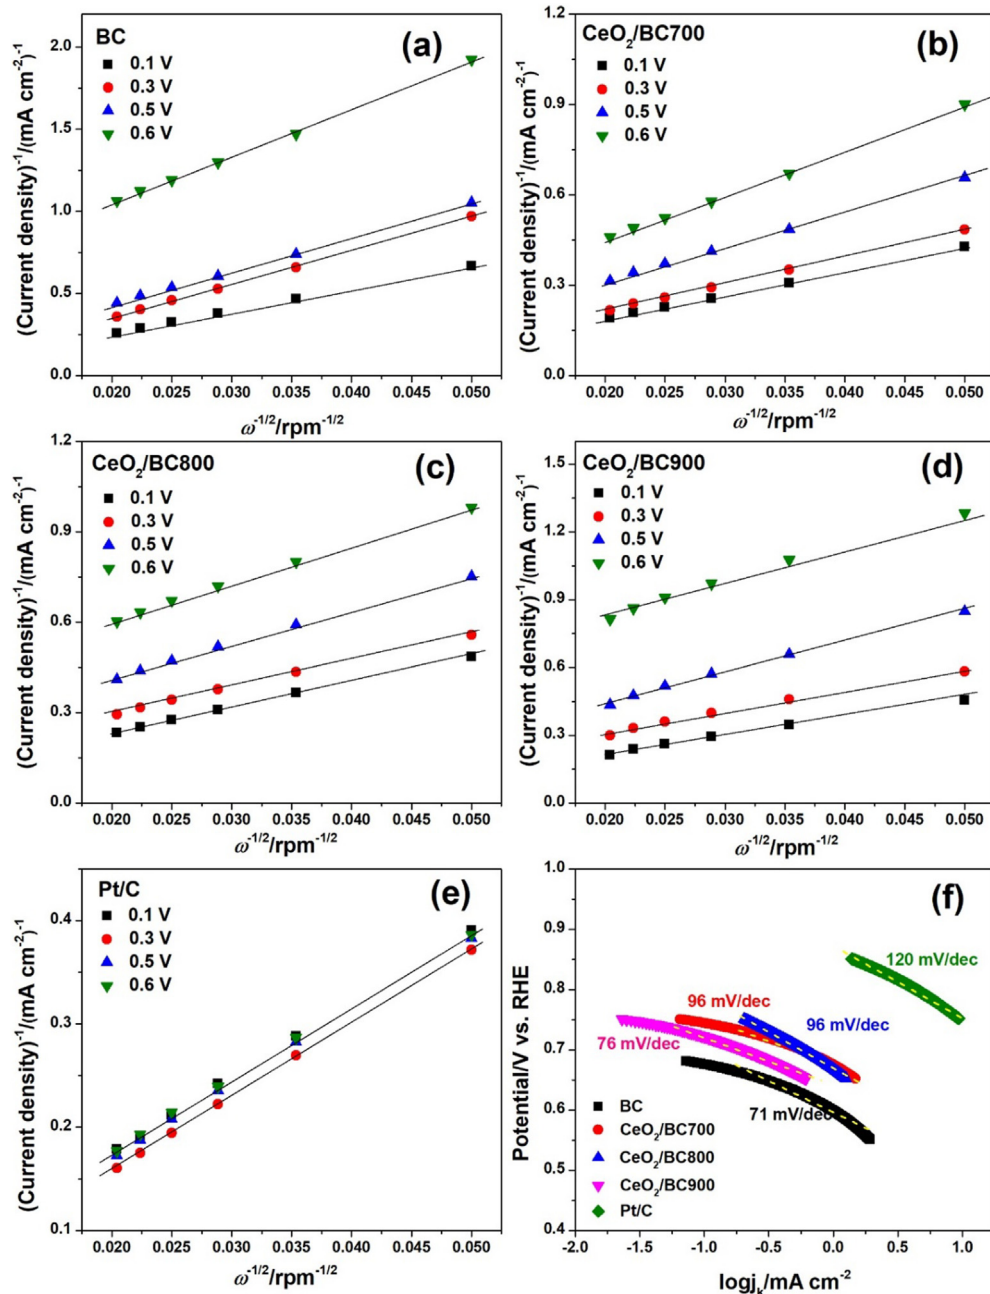 BC
(a)
0.1 V
0.3 V
0.5 V
0.6 V
2.0
1.5
1.0
0.5
0.0
(Current density)⁻¹/(mA cm⁻²)⁻¹
0.020 0.025 0.030 0.035 0.040 0.045 0.050
ω⁻¹/²/rpm⁻¹/²
CeO₂/BC700
(b)
0.1 V
0.3 V
0.5 V
0.6 V
1.2
0.9
0.6
0.3
0.0
(Current density)⁻¹/(mA cm⁻²)⁻¹
0.020 0.025 0.030 0.035 0.040 0.045 0.050
ω⁻¹/²/rpm⁻¹/²
CeO₂/BC800
(c)
0.1 V
0.3 V
0.5 V
0.6 V
1.2
0.9
0.6
0.3
0.0
(Current density)⁻¹/(mA cm⁻²)⁻¹
0.020 0.025 0.030 0.035 0.040 0.045 0.050
ω⁻¹/²/rpm⁻¹/²
CeO₂/BC900
(d)
0.1 V
0.3 V
0.5 V
0.6 V
1.5
1.2
0.9
0.6
0.3
0.0
(Current density)⁻¹/(mA cm⁻²)⁻¹
0.020 0.025 0.030 0.035 0.040 0.045 0.050
ω⁻¹/²/rpm⁻¹/²
Pt/C
(e)
0.1 V
0.3 V
0.5 V
0.6 V
0.4
0.3
0.2
0.1
(Current density)⁻¹/(mA cm⁻²)⁻¹
0.020 0.025 0.030 0.035 0.040 0.045 0.050
ω⁻¹/²/rpm⁻¹/²
(f)
1.0
0.9
0.8
0.7
0.6
0.5
0.4
Potential/V vs. RHE
120 mV/dec
96 mV/dec
96 mV/dec
76 mV/dec
71 mV/dec
BC
CeO₂/BC700
CeO₂/BC800
CeO₂/BC900
Pt/C
-2.0 -1.5 -1.0 -0.5 0.0 0.5 1.0
logjₖ/mA cm⁻²